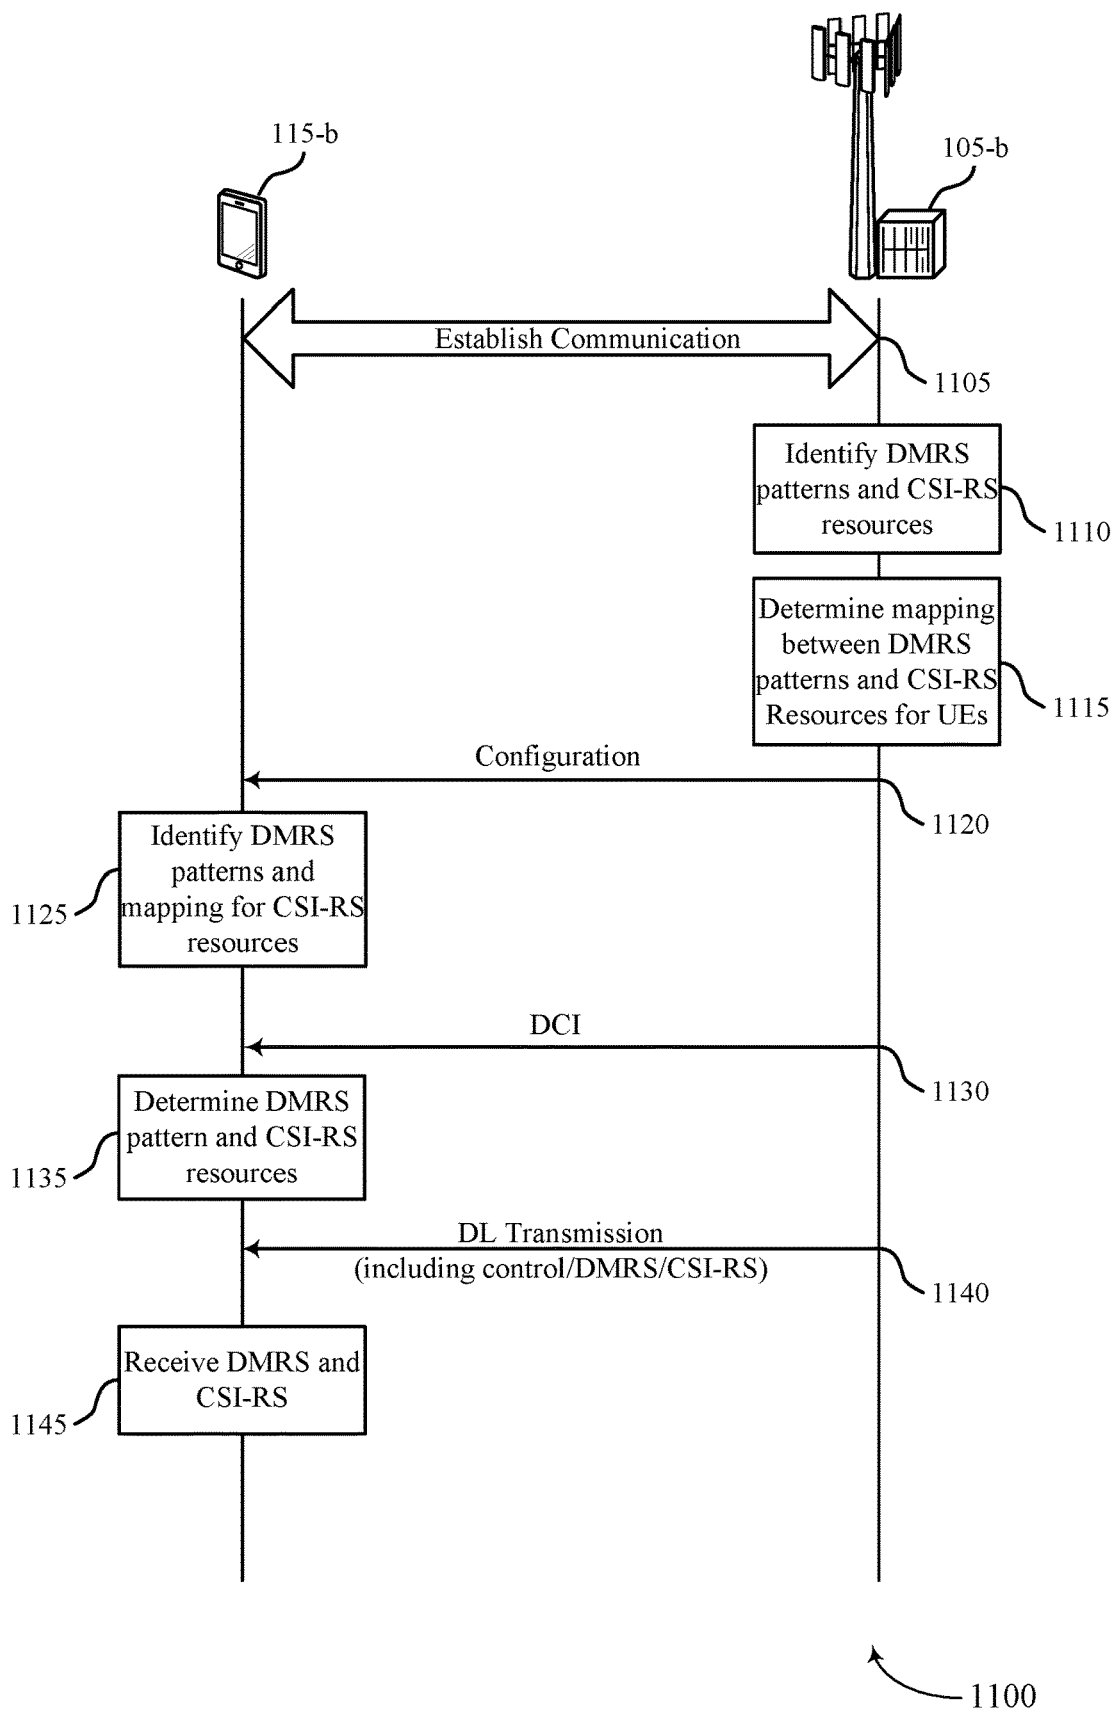 115-b
105-b
Establish Communication
1105
Identify DMRS
patterns and CSI-RS
resources
1110
Determine mapping
between DMRS
patterns and CSI-RS
Resources for UEs
1115
Configuration
1120
Identify DMRS
patterns and
mapping for CSI-RS
resources
1125
DCI
1130
Determine DMRS
pattern and CSI-RS
resources
1135
DL Transmission
(including control/DMRS/CSI-RS)
1140
Receive DMRS and
CSI-RS
1145
1100